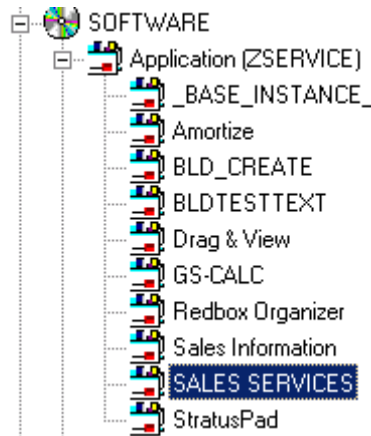 SOFTWARE
Application (ZSERVICE)
_BASE_INSTANCE_
Amortize
BLD_CREATE
BLDTESTTEXT
Drag & View
GS-CALC
Redbox Organizer
Sales Information
SALES SERVICES
StratusPad